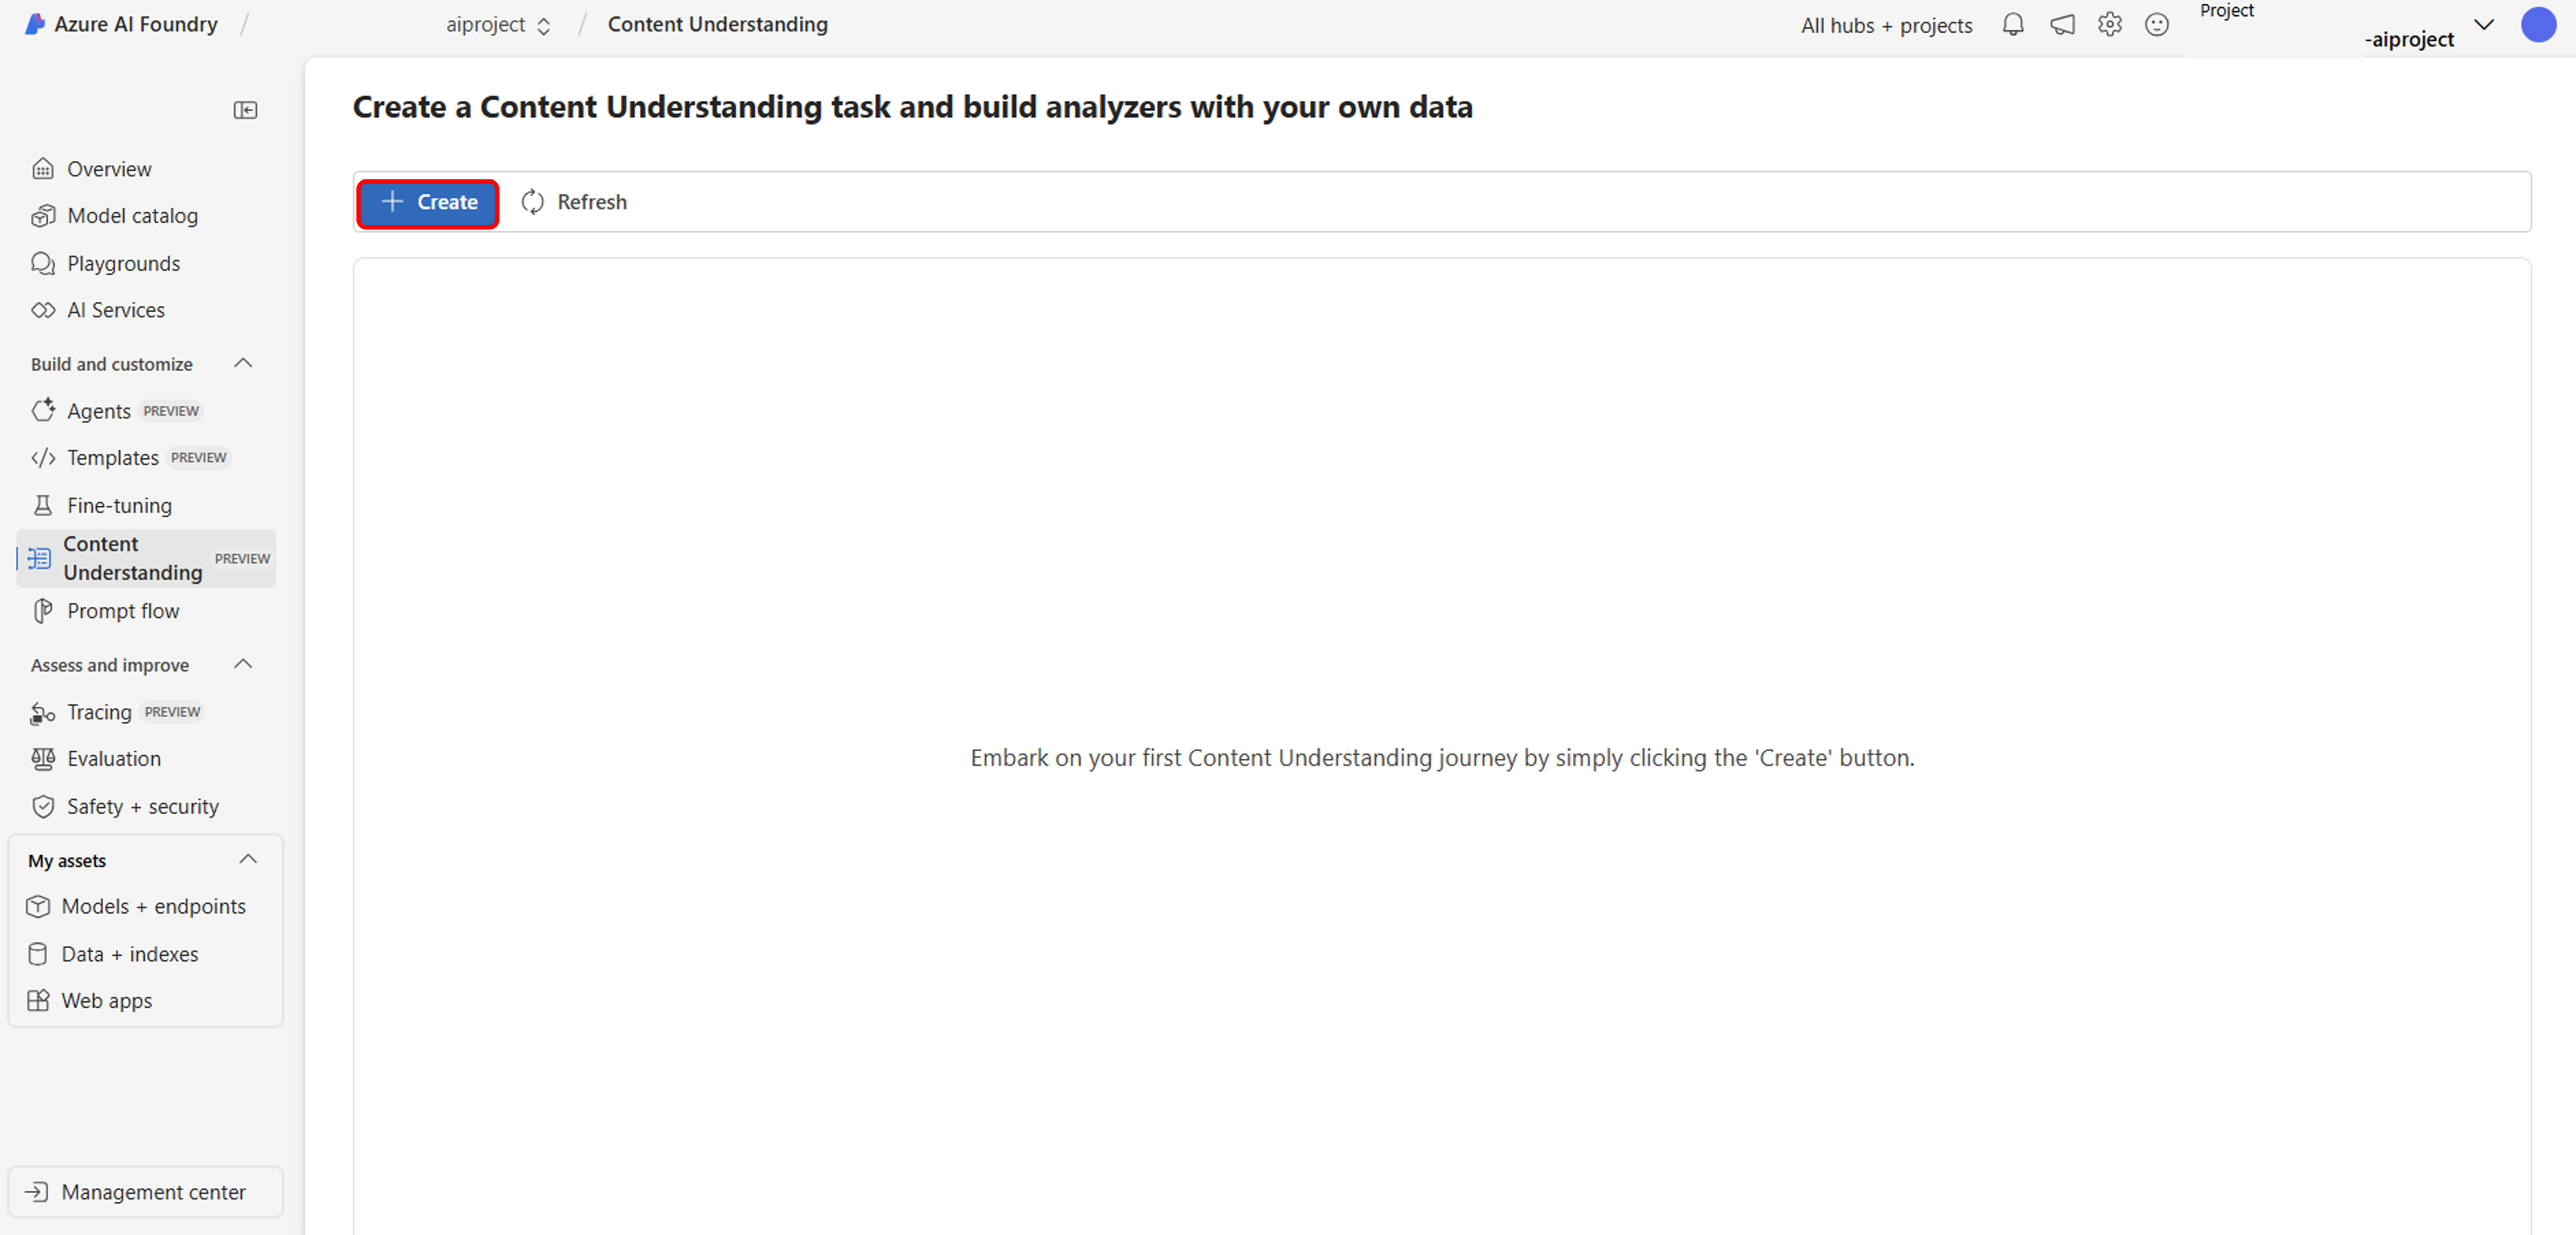 Azure AI Foundry / aiproject / Content Understanding
All hubs + projects
Project
-aiproject
Overview
Model catalog
Playgrounds
AI Services
Build and customize
Agents PREVIEW
Templates PREVIEW
Fine-tuning
Content
Understanding PREVIEW
Prompt flow
Assess and improve
Tracing PREVIEW
Evaluation
Safety + security
My assets
Models + endpoints
Data + indexes
Web apps
Management center
Create a Content Understanding task and build analyzers with your own data
Create Refresh
Embark on your first Content Understanding journey by simply clicking the 'Create' button.